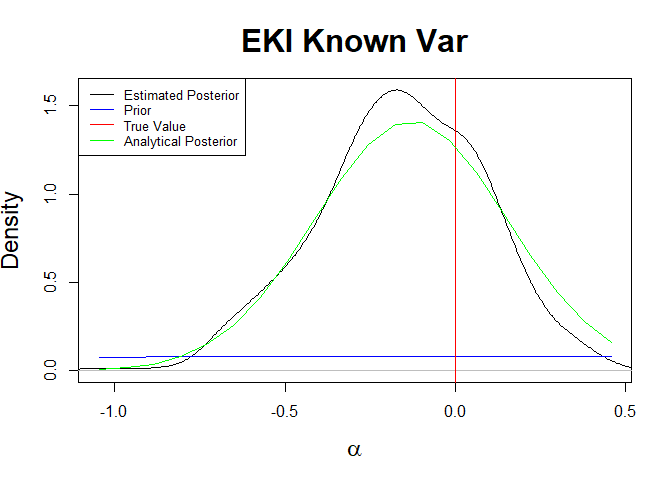 EKI Known Var
Estimated Posterior
Prior
True Value
Analytical Posterior
Density
0.0
0.5
1.0
1.5
-1.0
-0.5
0.0
0.5
α